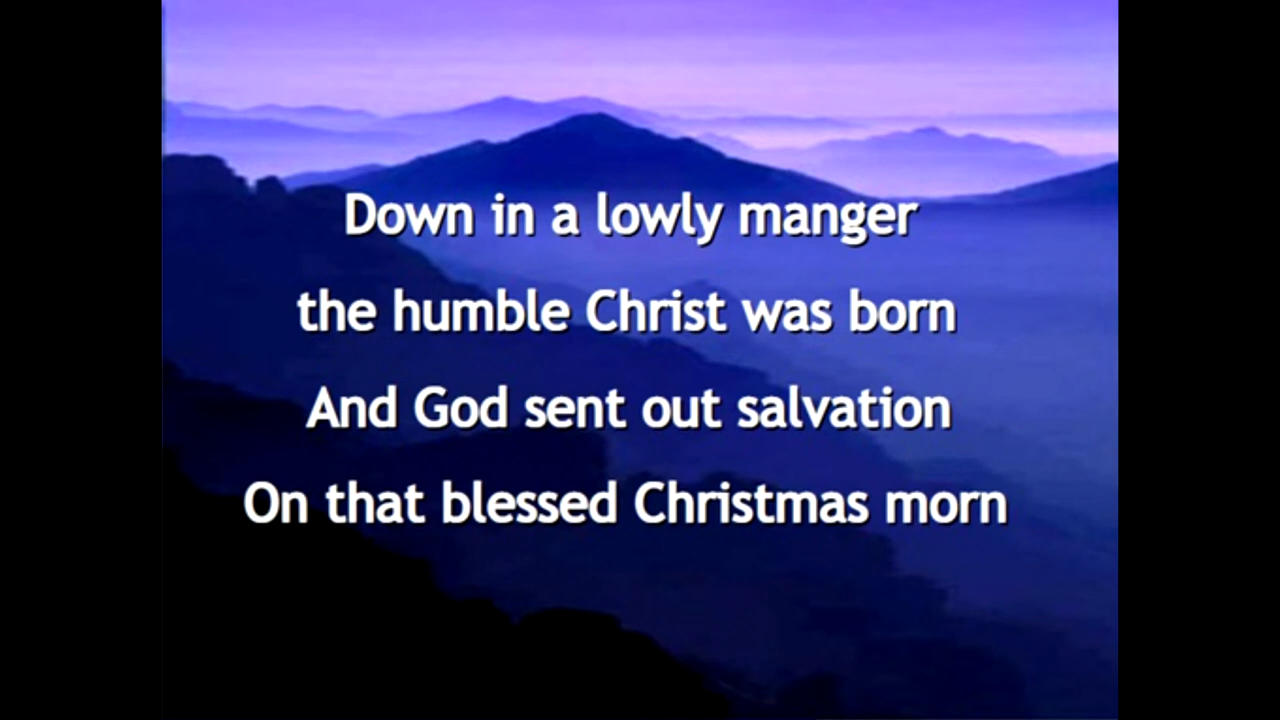 Down in a lowly manger
the humble Christ was born
And God sent out salvation
On that blessed Christmas morn